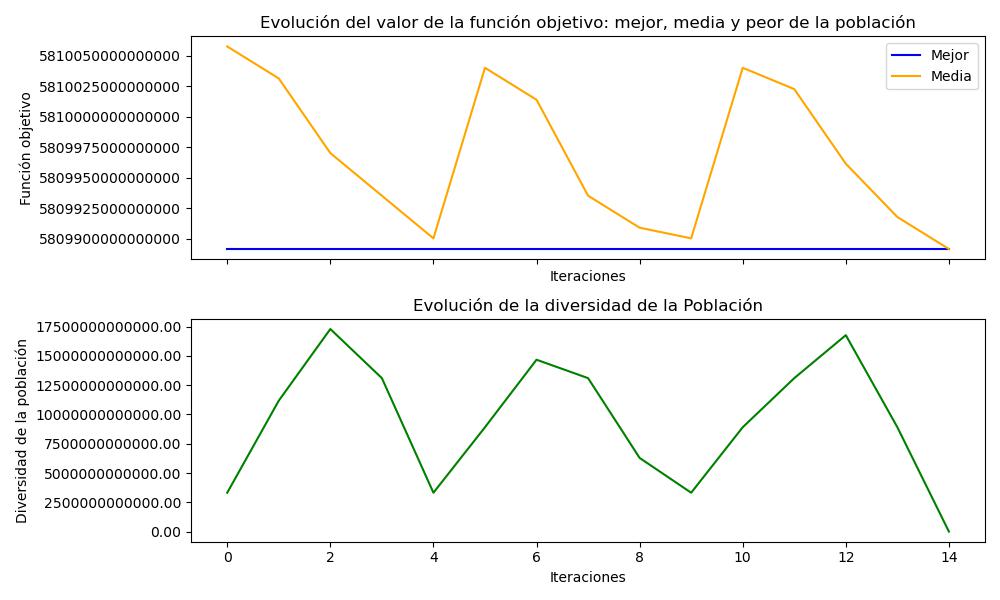 Evolución del valor de la función objetivo: mejor, media y peor de la población
Función objetivo
5810050000000000
5810025000000000
5810000000000000
5809975000000000
5809950000000000
5809925000000000
5809900000000000
Mejor
Media
Iteraciones
Evolución de la diversidad de la Población
Diversidad de la población
17500000000000.00
15000000000000.00
12500000000000.00
10000000000000.00
7500000000000.00
5000000000000.00
2500000000000.00
0.00
0 2 4 6 8 10 12 14
Iteraciones